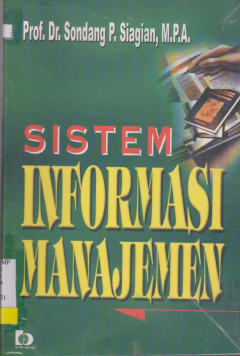 Prof. Dr. Sondang P. Siagian, M.P.A.
SISTEM
INFORMASI
MANAJEMEN